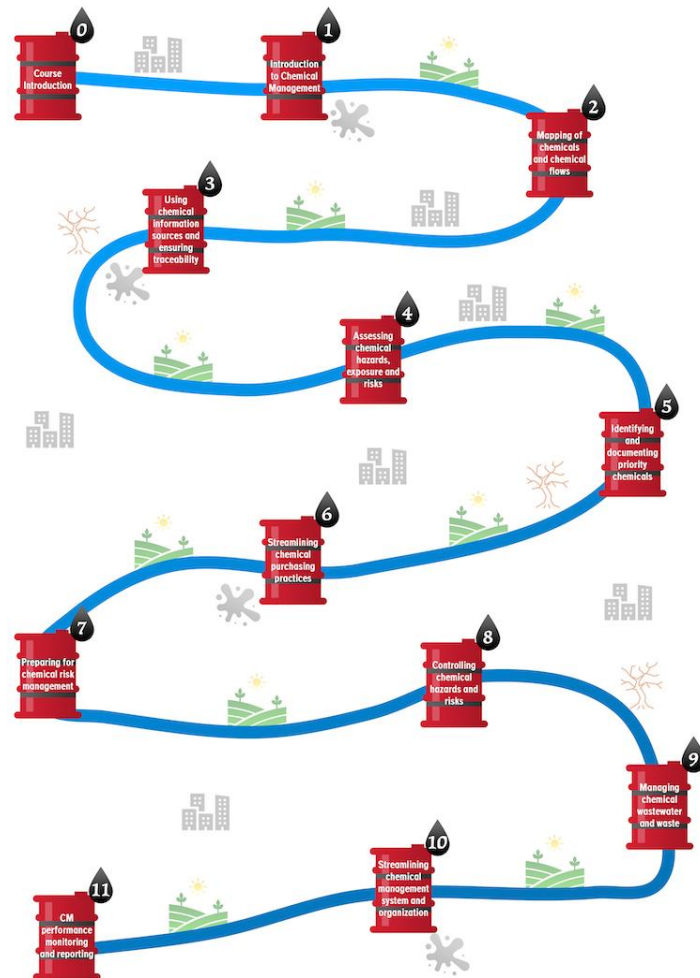 0
Course
Introduction
1
Introduction
to Chemical
Management
2
Mapping of
chemicals
and chemical
flows
3
Using
chemical
information
sources and
ensuring
traceability
4
Assessing
chemical
hazards,
exposure and
risks
5
Identifying
and
documenting
priority
chemicals
6
Streamlining
chemical
purchasing
practices
7
Preparing for
chemical risk
management
8
Controlling
chemical
hazards and
risks
9
Managing
chemical
wastewater
and waste
10
Streamlining
chemical
management
system and
organization
11
CM
performance
monitoring
and reporting